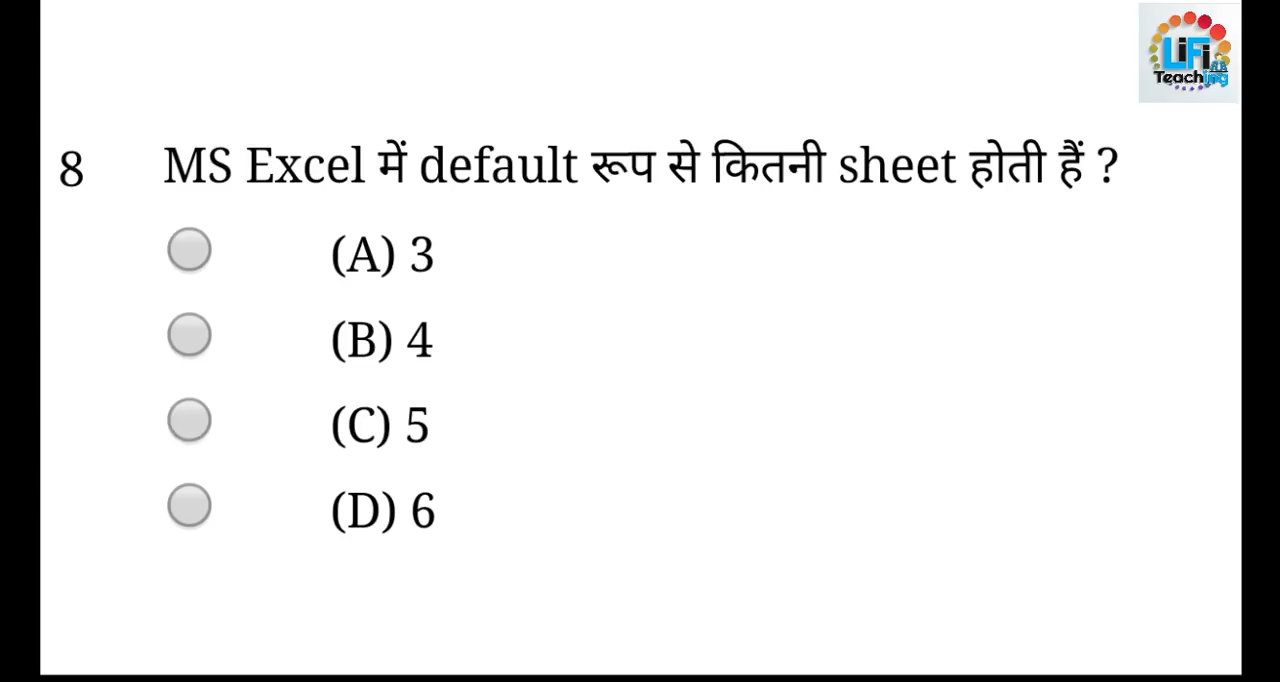 LiFi
Teaching
8 MS Excel में default रूप से कितनी sheet होती हैं ?
(A) 3
(B) 4
(C) 5
(D) 6